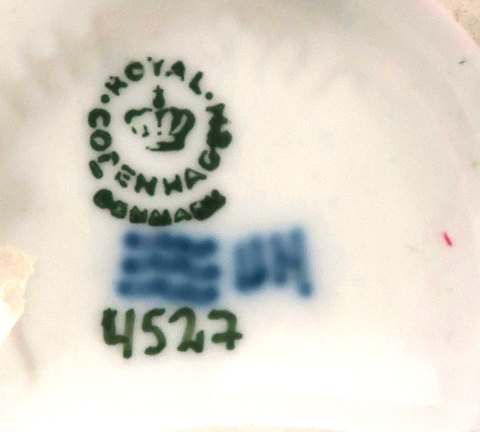 ROYAL
COPENHAGEN
DENMARK
4527